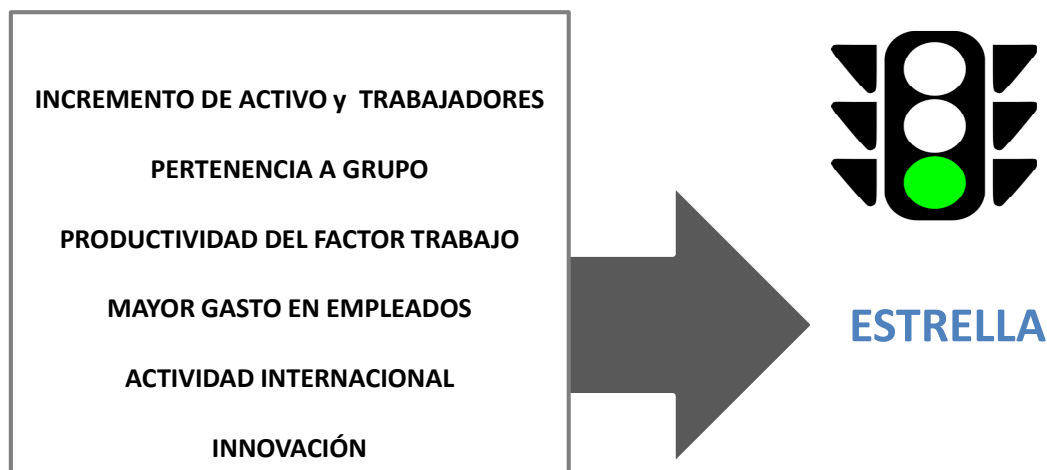 INCREMENTO DE ACTIVO y TRABAJADORES
PERTENENCIA A GRUPO
PRODUCTIVIDAD DEL FACTOR TRABAJO
MAYOR GASTO EN EMPLEADOS
ACTIVIDAD INTERNACIONAL
INNOVACIÓN
ESTRELLA